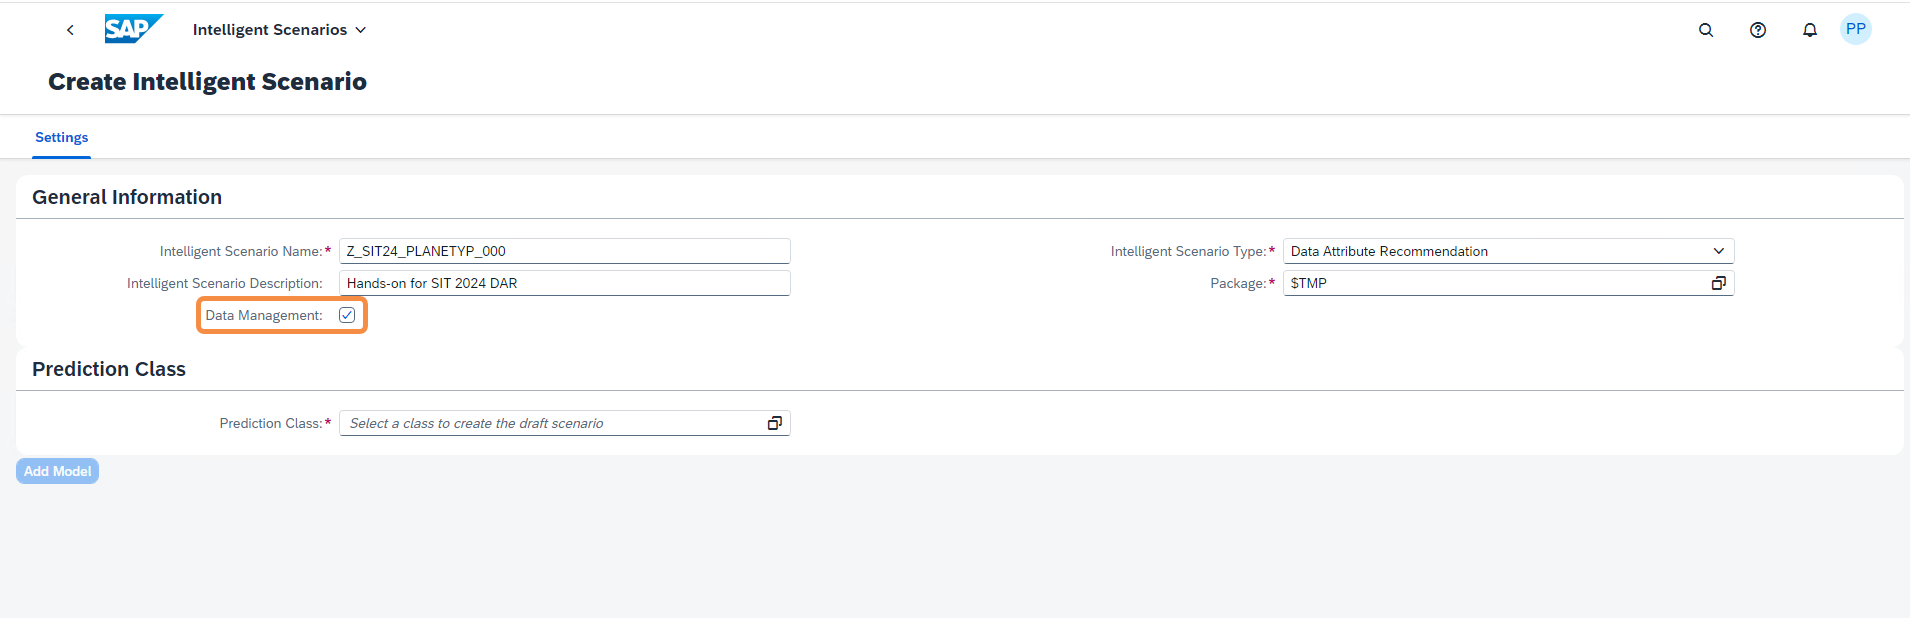 SAP Intelligent Scenarios
PP
Create Intelligent Scenario
Settings
General Information
Intelligent Scenario Name:* Z_SIT24_PLANETYP_000
Intelligent Scenario Type:* Data Attribute Recommendation
Intelligent Scenario Description: Hands-on for SIT 2024 DAR
Package:* $TMP
Data Management:
Prediction Class
Prediction Class:* Select a class to create the draft scenario
Add Model